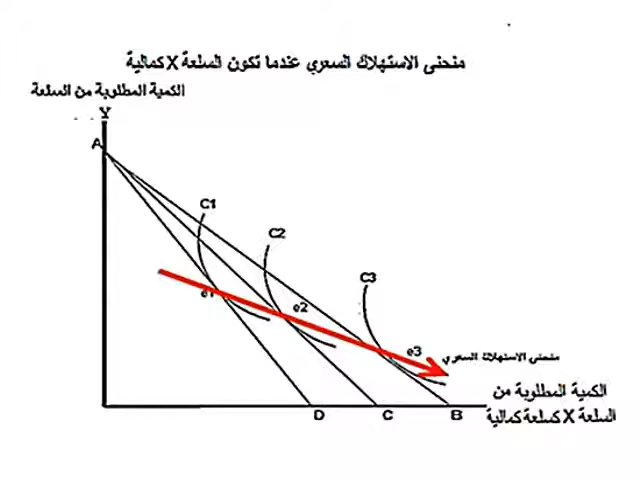 منحنى الاستهلاك السعري عندما تكون السلعة X كمالية
الكمية المطلوبة من السلعة
Y
A
C1
C2
C3
e1
e2
e3
منحنى الاستهلاك السعري
D
C
B
الكمية المطلوبة من
السلعة X كسلعة كمالية